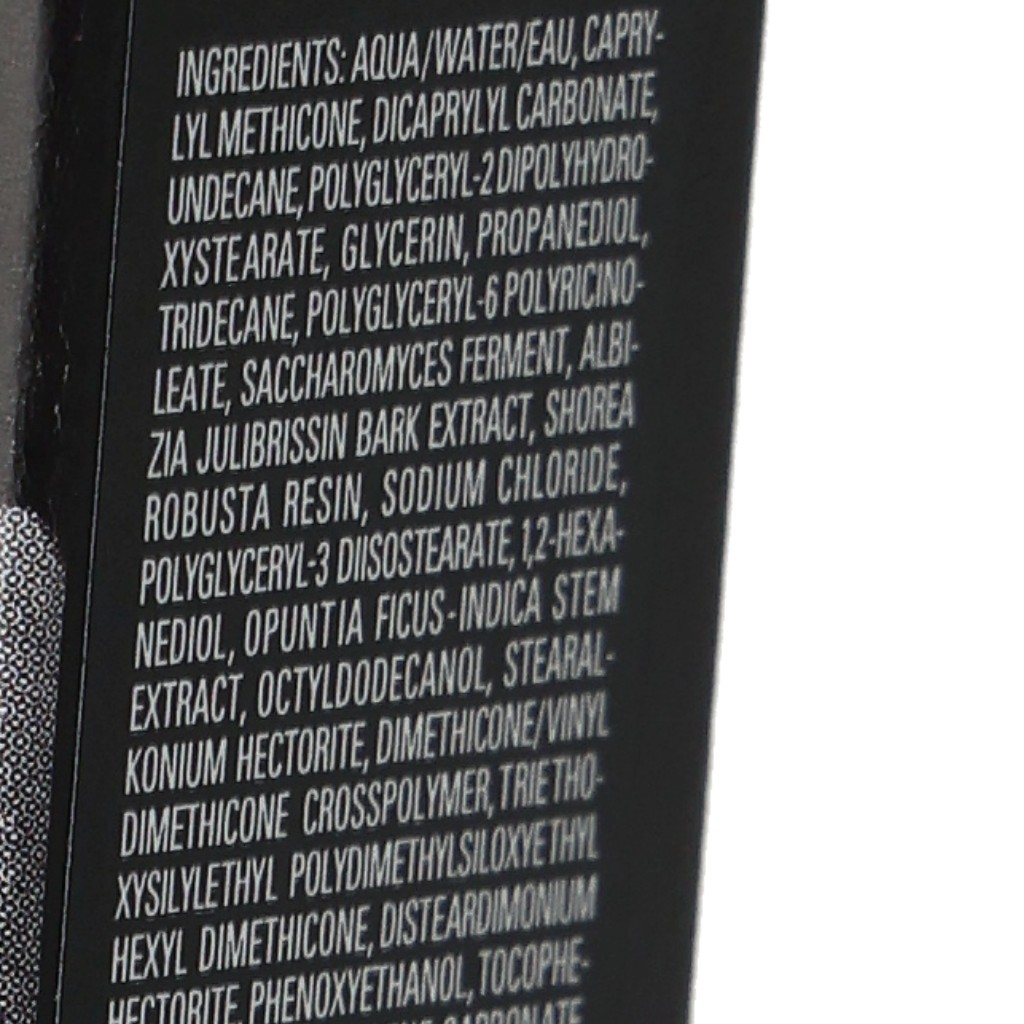 INGREDIENTS: AQUA/WATER/EAU, CAPRY-
LYL METHICONE, DICAPRYLYL CARBONATE,
UNDECANE, POLYGLYCERYL-2 DIPOLYHYDRO-
XYSTEARATE, GLYCERIN, PROPANEDIOL,
TRIDECANE, POLYGLYCERYL-6 POLYRICINO-
LEATE, SACCHAROMYCES FERMENT, ALBI-
ZIA JULIBRISSIN BARK EXTRACT, SHOREA
ROBUSTA RESIN, SODIUM CHLORIDE,
POLYGLYCERYL-3 DIISOSTEARATE, 1,2-HEXA-
NEDIOL, OPUNTIA FICUS-INDICA STEM
EXTRACT, OCTYLDODECANOL, STEARAL-
KONIUM HECTORITE, DIMETHICONE/VINYL
DIMETHICONE CROSSPOLYMER, TRIETHO-
XYSILYLETHYL POLYDIMETHYLSILOXYETHYL
HEXYL DIMETHICONE, DISTEARDIMONIUM
HECTORITE, PHENOXYETHANOL, TOCOPHE-
CARBONATE